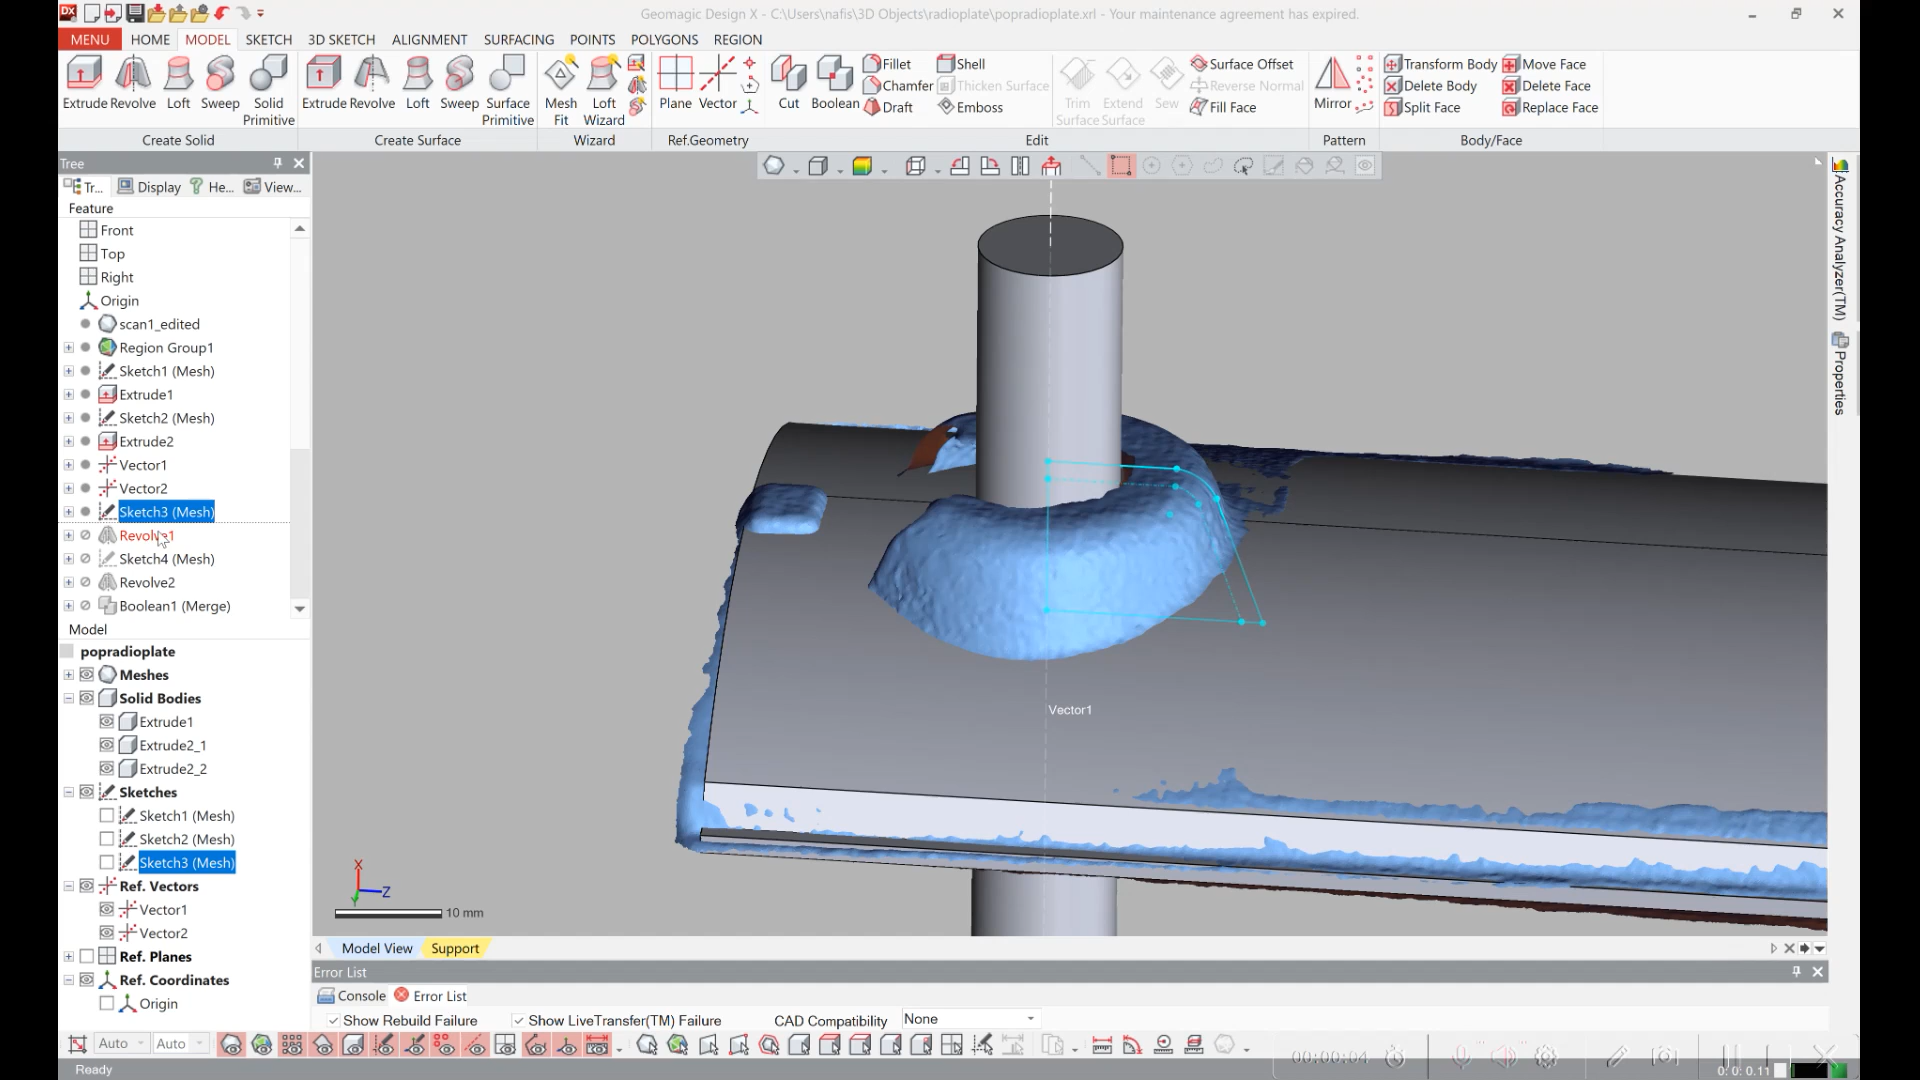 Geomagic Design X - C:\Users\nafis\3D Objects\radioplate\popradioplate.xrl - Your maintenance agreement has expired.
MENU HOME MODEL SKETCH 3D SKETCH ALIGNMENT SURFACING POINTS POLYGONS REGION
Extrude Revolve Loft Sweep Solid Primitive
Create Solid
Extrude Revolve Loft Sweep Surface Primitive
Create Surface
Mesh Fit Loft Wizard
Wizard
Plane Vector
Ref.Geometry
Cut Boolean
Fillet Shell
Chamfer Thicken Surface
Draft Emboss
Trim Surface Extend Surface Sew
Surface Offset
Reverse Normal
Fill Face
Edit
Mirror
Pattern
Transform Body Move Face
Delete Body Delete Face
Split Face Replace Face
Body/Face
Tree
Tr... Display He... View...
Feature
Front
Top
Right
Origin
scan1_edited
Region Group1
Sketch1 (Mesh)
Extrude1
Sketch2 (Mesh)
Extrude2
Vector1
Vector2
Sketch3 (Mesh)
Revolve1
Sketch4 (Mesh)
Revolve2
Boolean1 (Merge)
Model
popradioplate
Meshes
Solid Bodies
Extrude1
Extrude2_1
Extrude2_2
Sketches
Sketch1 (Mesh)
Sketch2 (Mesh)
Sketch3 (Mesh)
Ref. Vectors
Vector1
Vector2
Ref. Planes
Ref. Coordinates
Origin
Vector1
X
Z
Y
10 mm
Accuracy Analyzer(TM)
Properties
Model View Support
Error List
Console Error List
Show Rebuild Failure Show LiveTransfer(TM) Failure CAD Compatibility None
Auto Auto
00:00:04
Ready
0: 0: 0.11